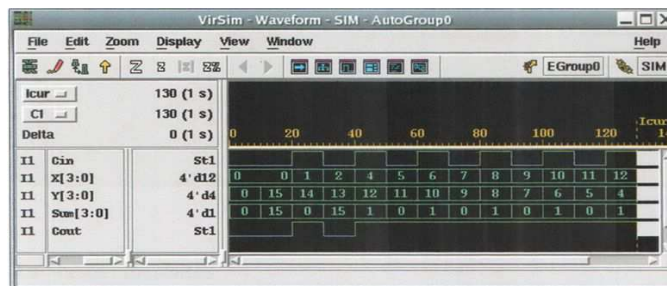 VirSim - Waveform - SIM - AutoGroup0
File Edit Zoom Display View Window Help
EGroup0 SIM
Icur 130 (1 s)
C1 130 (1 s)
Delta 0 (1 s)
Icur
0 20 40 60 80 100 120
I1 Cin St1
I1 X[3:0] 4'd12 0 0 1 2 4 5 6 7 8 9 10 11 12
I1 Y[3:0] 4'd4 0 15 14 13 12 11 10 9 8 7 6 5 4
I1 Sum[3:0] 4'd1 0 15 0 15 1 0 1 0 1 0 1 0 1
I1 Cout St1